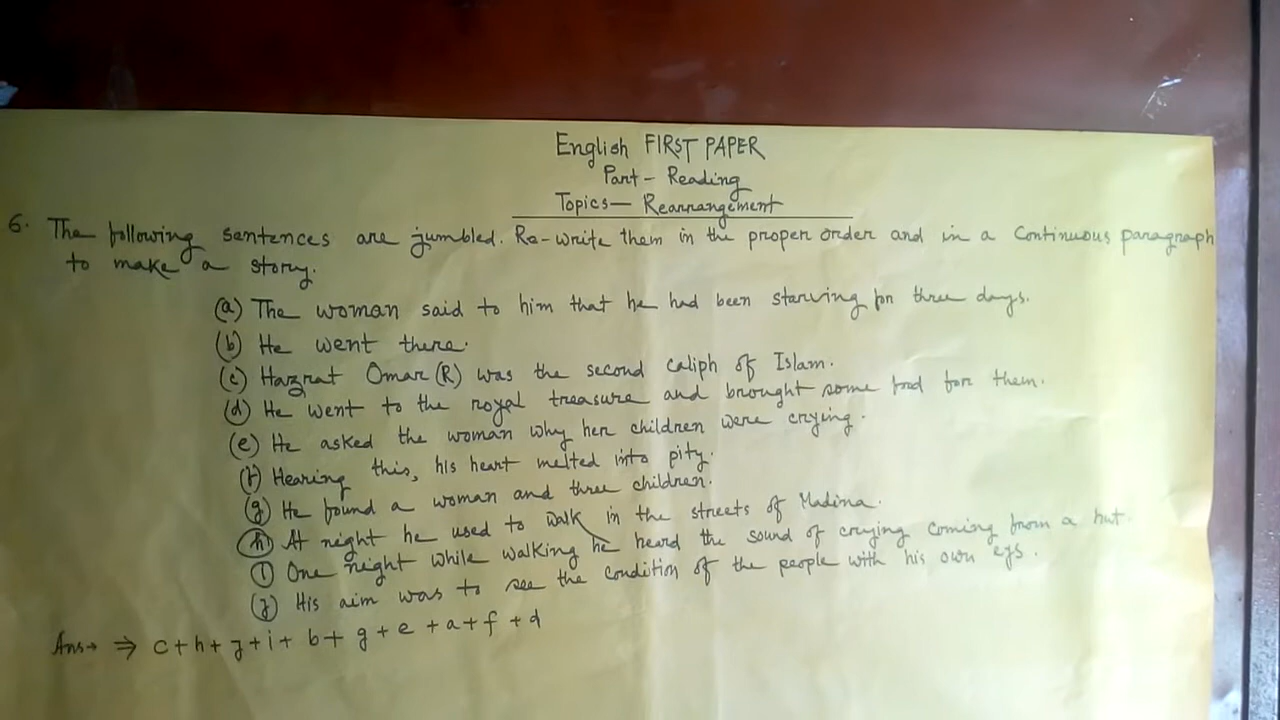 English FIRST PAPER
Part - Reading
Topics - Rearrangement
6. The following sentences are jumbled. Re-write them in the proper order and in a Continuous paragraph
to make a story.
(a) The woman said to him that he had been starving for three days.
(b) He went there.
(c) Hazrat Omar (R) was the second caliph of Islam.
(d) He went to the royal treasure and brought some food for them.
(e) He asked the woman why her children were crying.
(f) Hearing this, his heart melted into pity.
(g) He found a woman and three children.
(h) At night he used to walk in the streets of Madina.
(i) One night while walking he heard the sound of crying coming from a hut.
(j) His aim was to see the condition of the people with his own eys.
Ans→ ⇒ c+h+j+i+b+g+e+a+f+d